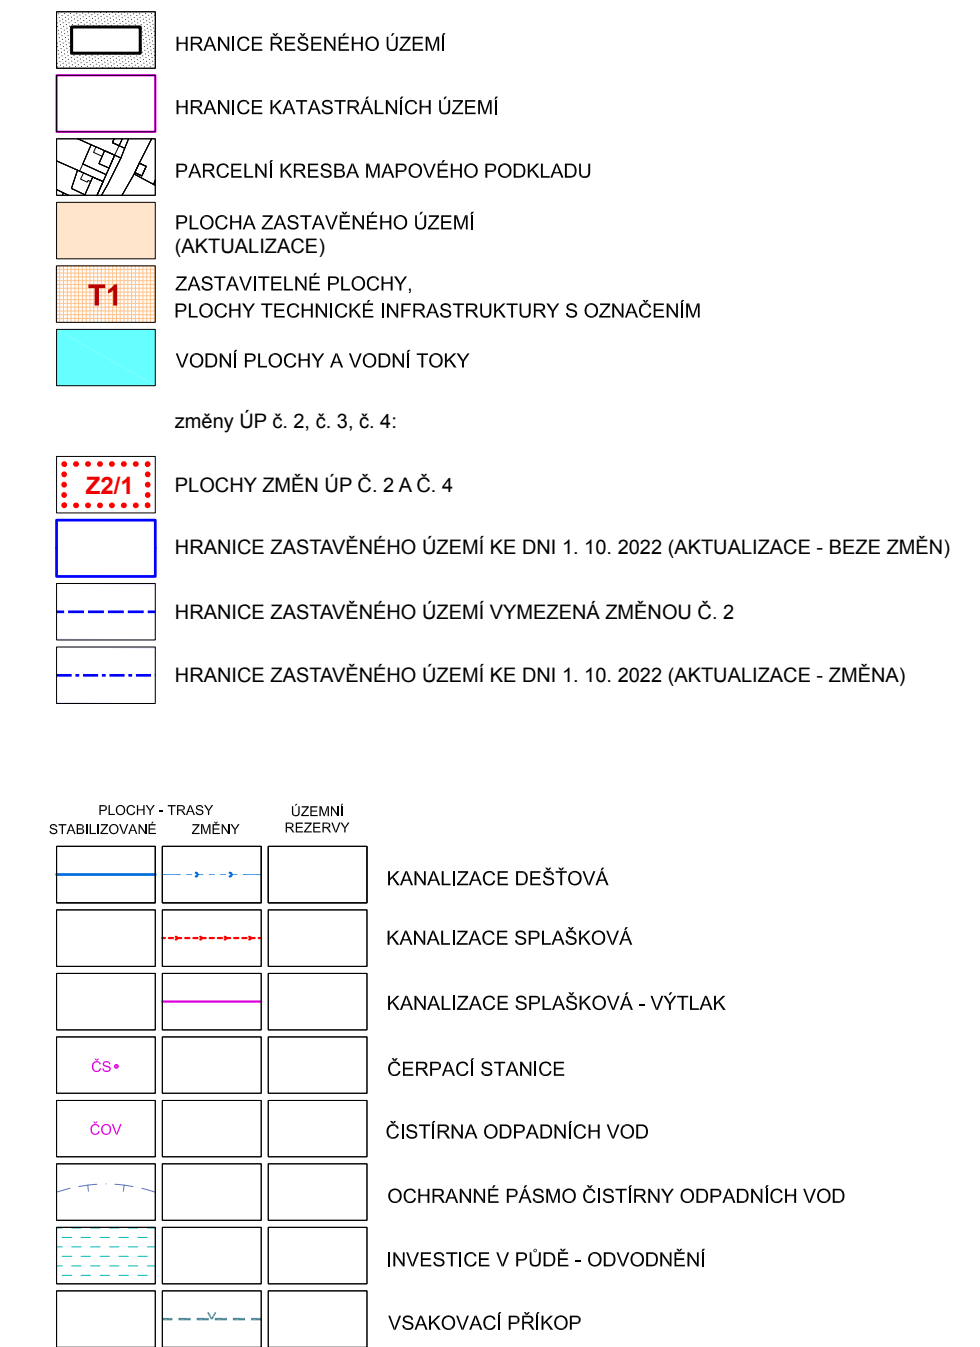 HRANICE ŘEŠENÉHO ÚZEMÍ
HRANICE KATASTRÁLNÍCH ÚZEMÍ
PARCELNÍ KRESBA MAPOVÉHO PODKLADU
PLOCHA ZASTAVĚNÉHO ÚZEMÍ
(AKTUALIZACE)
T1
ZASTAVITELNÉ PLOCHY,
PLOCHY TECHNICKÉ INFRASTRUKTURY S OZNAČENÍM
VODNÍ PLOCHY A VODNÍ TOKY
změny ÚP č. 2, č. 3, č. 4:
Z2/1
PLOCHY ZMĚN ÚP Č. 2 A Č. 4
HRANICE ZASTAVĚNÉHO ÚZEMÍ KE DNI 1. 10. 2022 (AKTUALIZACE - BEZE ZMĚN)
HRANICE ZASTAVĚNÉHO ÚZEMÍ VYMEZENÁ ZMĚNOU Č. 2
HRANICE ZASTAVĚNÉHO ÚZEMÍ KE DNI 1. 10. 2022 (AKTUALIZACE - ZMĚNA)
PLOCHY - TRASY
STABILIZOVANÉ
ZMĚNY
ÚZEMNÍ
REZERVY
KANALIZACE DEŠŤOVÁ
KANALIZACE SPLAŠKOVÁ
KANALIZACE SPLAŠKOVÁ - VÝTLAK
ČS
ČERPACÍ STANICE
ČOV
ČISTÍRNA ODPADNÍCH VOD
OCHRANNÉ PÁSMO ČISTÍRNY ODPADNÍCH VOD
INVESTICE V PŮDĚ - ODVODNĚNÍ
VSAKOVACÍ PŘÍKOP